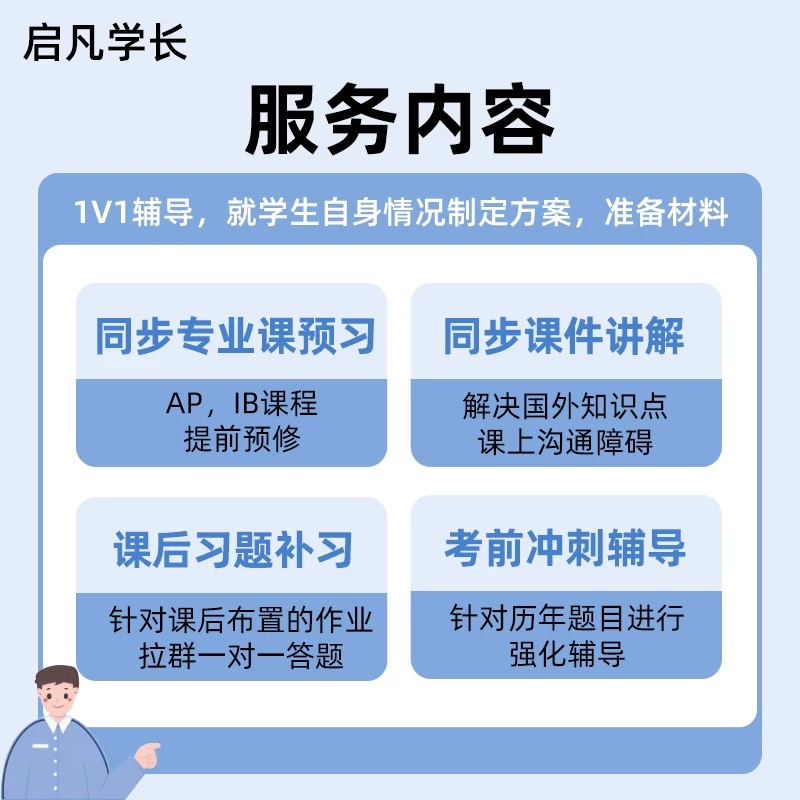 启凡学长
服务内容
1V1辅导，就学生自身情况制定方案，准备材料
同步专业课预习
AP，IB课程
提前预修
同步课件讲解
解决国外知识点
课上沟通障碍
课后习题补习
针对课后布置的作业
拉群一对一答题
考前冲刺辅导
针对历年题目进行
强化辅导